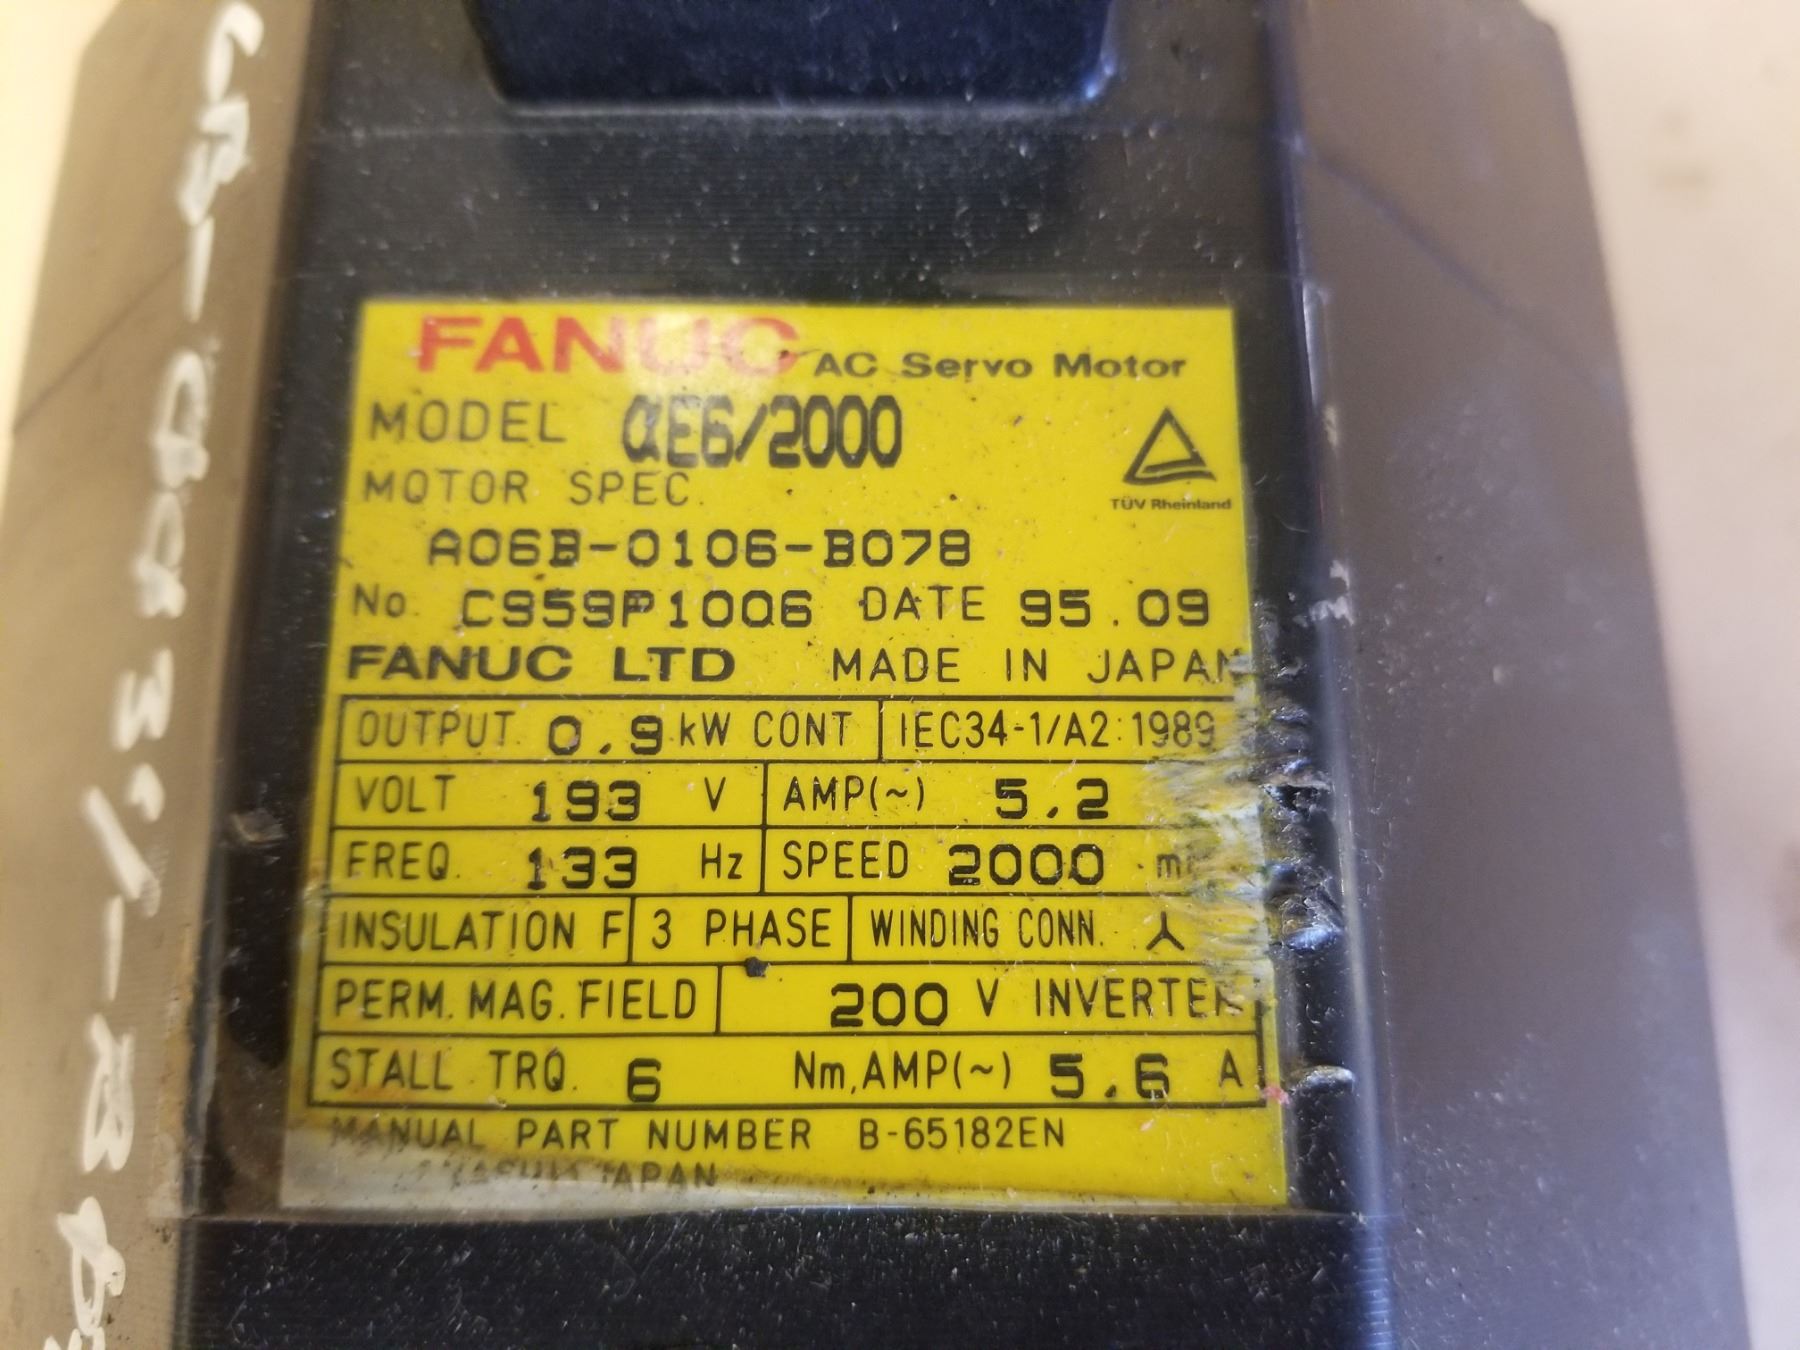 FANUC AC Servo Motor
MODEL αE6/2000
TÜV Rheinland
MOTOR SPEC.
A06B-0106-B078
No. C959P1006 DATE 95.09
FANUC LTD MADE IN JAPAN
OUTPUT 0.9 kW CONT IEC34-1/A2:1989
VOLT 193 V AMP(~) 5.2
FREQ. 133 Hz SPEED 2000
INSULATION F 3 PHASE WINDING CONN.
PERM. MAG. FIELD 200 V INVERTER
STALL TRQ. 6 Nm, AMP(~) 5.6 A
MANUAL PART NUMBER B-65182EN
JAPAN